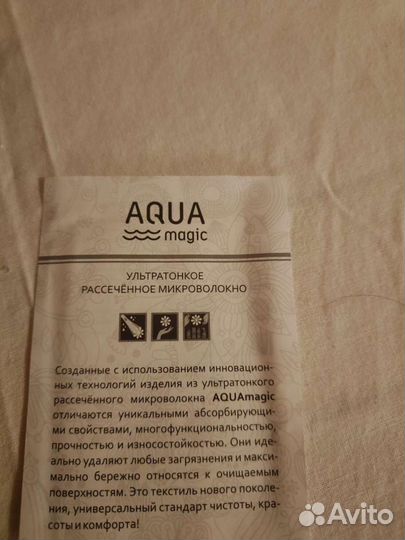 AQUA
magic
УЛЬТРАТОНКОЕ
РАССЕЧЁННОЕ МИКРОВОЛОКНО
Созданные с использованием инновацион-
ных технологий изделия из ультратонкого
рассечённого микроволокна AQUAmagic
отличаются уникальными абсорбирующи-
ми свойствами, многофункциональностью,
прочностью и износостойкостью. Они иде-
ально удаляют любые загрязнения и макси-
мально бережно относятся к очищаемым
поверхностям. Это текстиль нового поколе-
ния, универсальный стандарт чистоты, кра-
соты и комфорта!
Avito